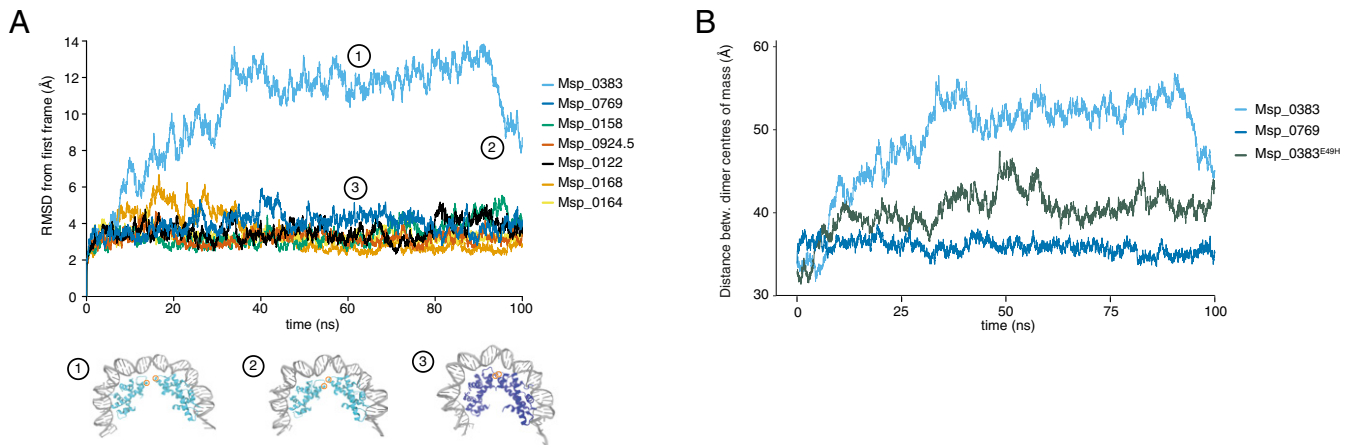 A
RMSD from first frame (Å)
14
12
10
8
6
4
2
0
0 20 40 60 80 100
time (ns)
1
2
3
Msp_0383
Msp_0769
Msp_0158
Msp_0924.5
Msp_0122
Msp_0168
Msp_0164
1
2
3
B
Distance betw. dimer centres of mass (Å)
60
50
40
30
0 25 50 75 100
time (ns)
Msp_0383
Msp_0769
Msp_0383E49H